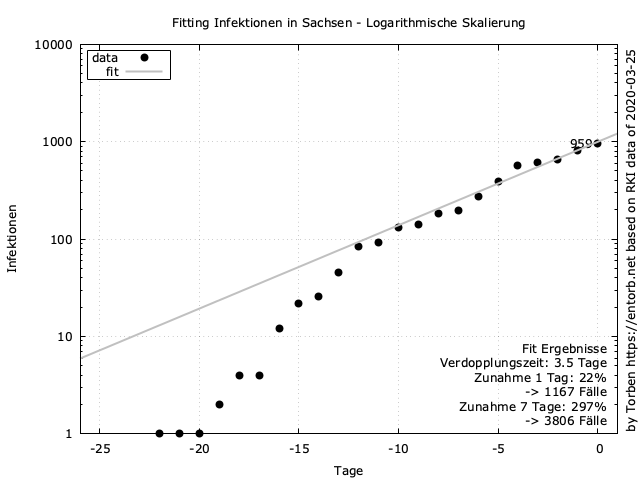 Fitting Infektionen in Sachsen - Logarithmische Skalierung
10000
1000
100
10
1
Infektionen
data
fit
959
Fit Ergebnisse
Verdopplungszeit: 3.5 Tage
Zunahme 1 Tag: 22%
-> 1167 Fälle
Zunahme 7 Tage: 297%
-> 3806 Fälle
-25 -20 -15 -10 -5 0
Tage
by Torben https://entorb.net based on RKI data of 2020-03-25